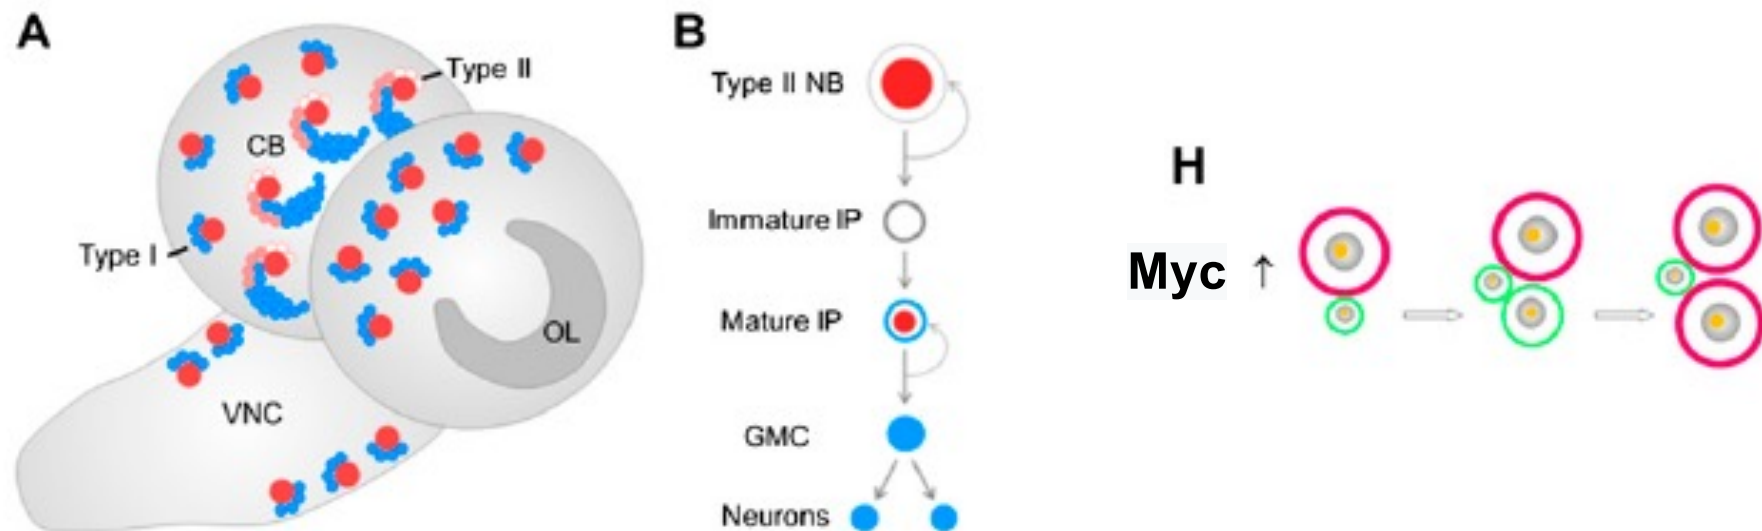 A
Type II
CB
Type I
OL
VNC
B
Type II NB
Immature IP
Mature IP
GMC
Neurons
H
Myc ↑